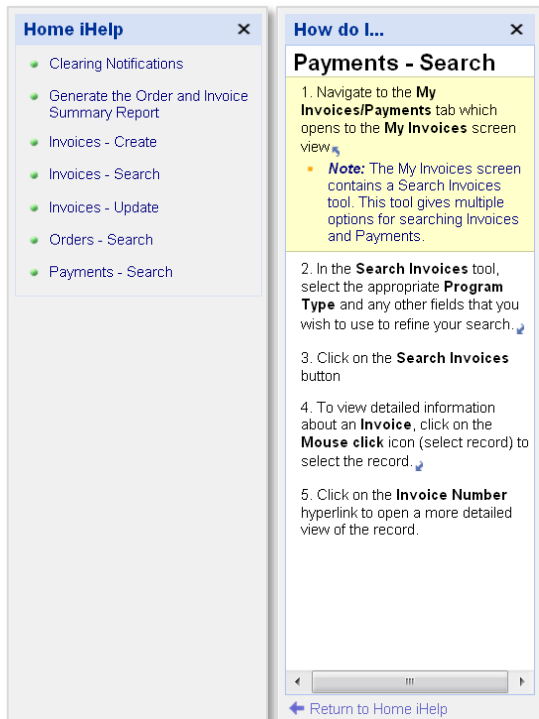 Home iHelp
Clearing Notifications
Generate the Order and Invoice
Summary Report
Invoices - Create
Invoices - Search
Invoices - Update
Orders - Search
Payments - Search
How do I...
Payments - Search
1. Navigate to the My
Invoices/Payments tab which
opens to the My Invoices screen
view
Note: The My Invoices screen
contains a Search Invoices
tool. This tool gives multiple
options for searching Invoices
and Payments.
2. In the Search Invoices tool,
select the appropriate Program
Type and any other fields that you
wish to use to refine your search.
3. Click on the Search Invoices
button
4. To view detailed information
about an Invoice, click on the
Mouse click icon (select record) to
select the record.
5. Click on the Invoice Number
hyperlink to open a more detailed
view of the record.
Return to Home iHelp